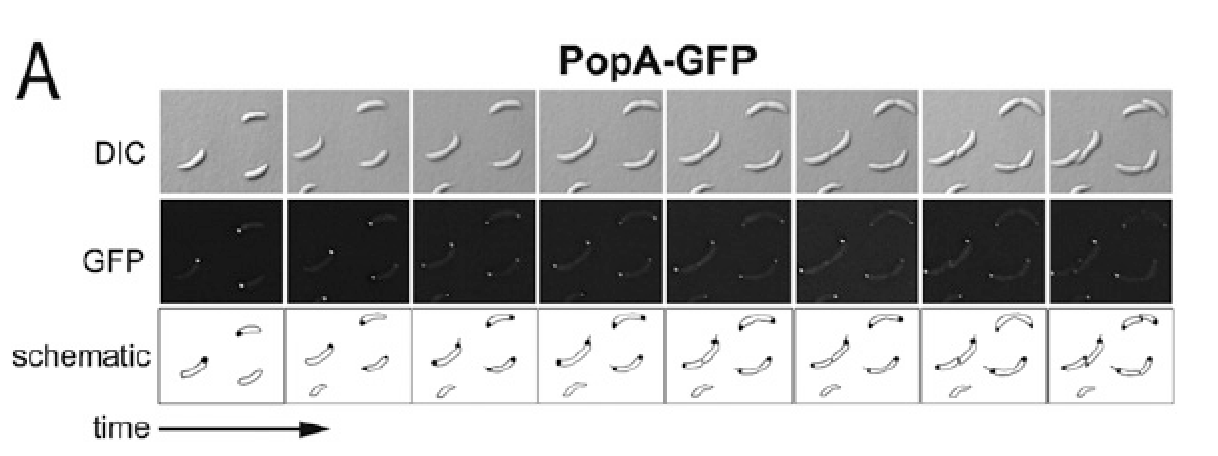 A
PopA-GFP
DIC
GFP
schematic
time